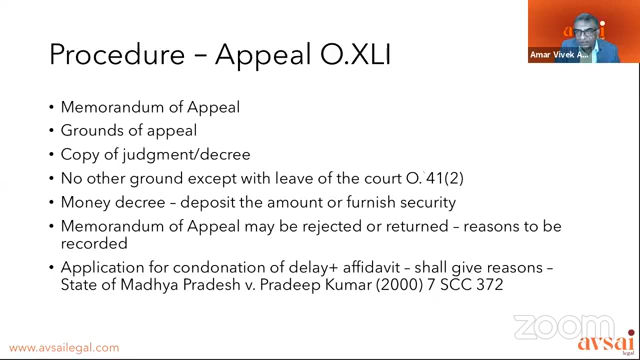 avsai
Amar Vivek A...
Procedure – Appeal O.XLI
• Memorandum of Appeal
• Grounds of appeal
• Copy of judgment/decree
• No other ground except with leave of the court O. 41(2)
• Money decree – deposit the amount or furnish security
• Memorandum of Appeal may be rejected or returned – reasons to be
recorded
• Application for condonation of delay+ affidavit – shall give reasons –
State of Madhya Pradesh v. Pradeep Kumar (2000) 7 SCC 372
zoom
www.avsailegal.com
avsai
legal